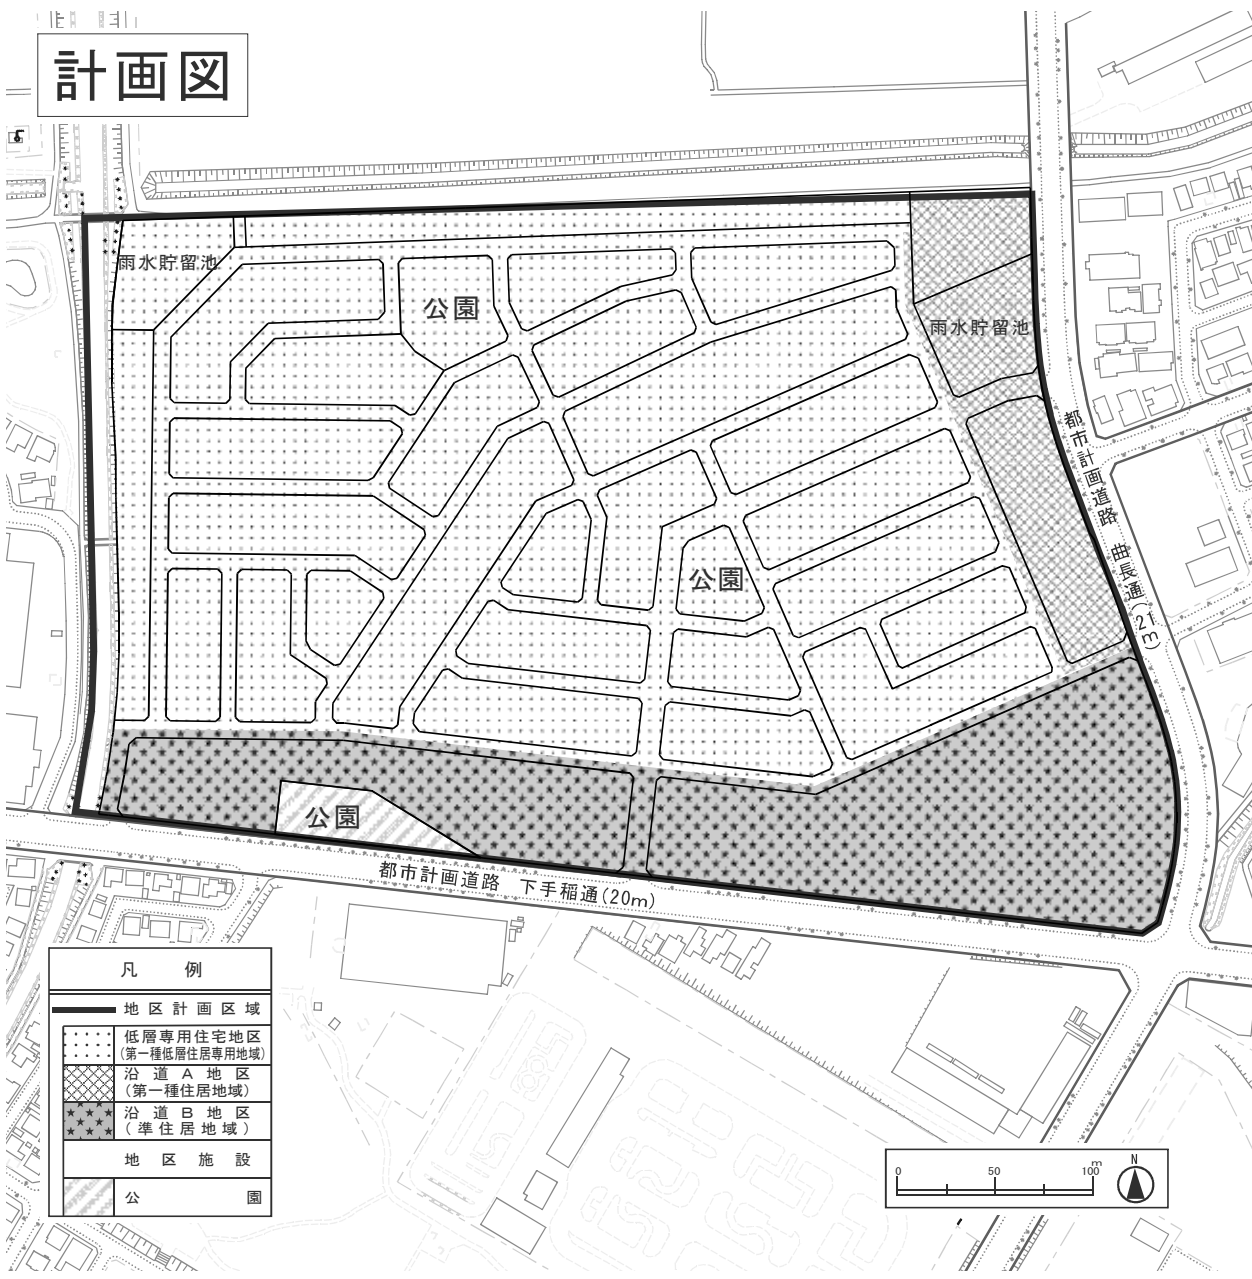 計画図
雨水貯留池
公園
雨水貯留池
都市計画道路 曲長通(21m)
公園
公園
都市計画道路 下手稲通(20m)
凡例
地区計画区域
低層専用住宅地区
(第一種低層住居専用地域)
沿道A地区
(第一種住居地域)
沿道B地区
(準住居地域)
地区施設
公園
0 50 100m
N